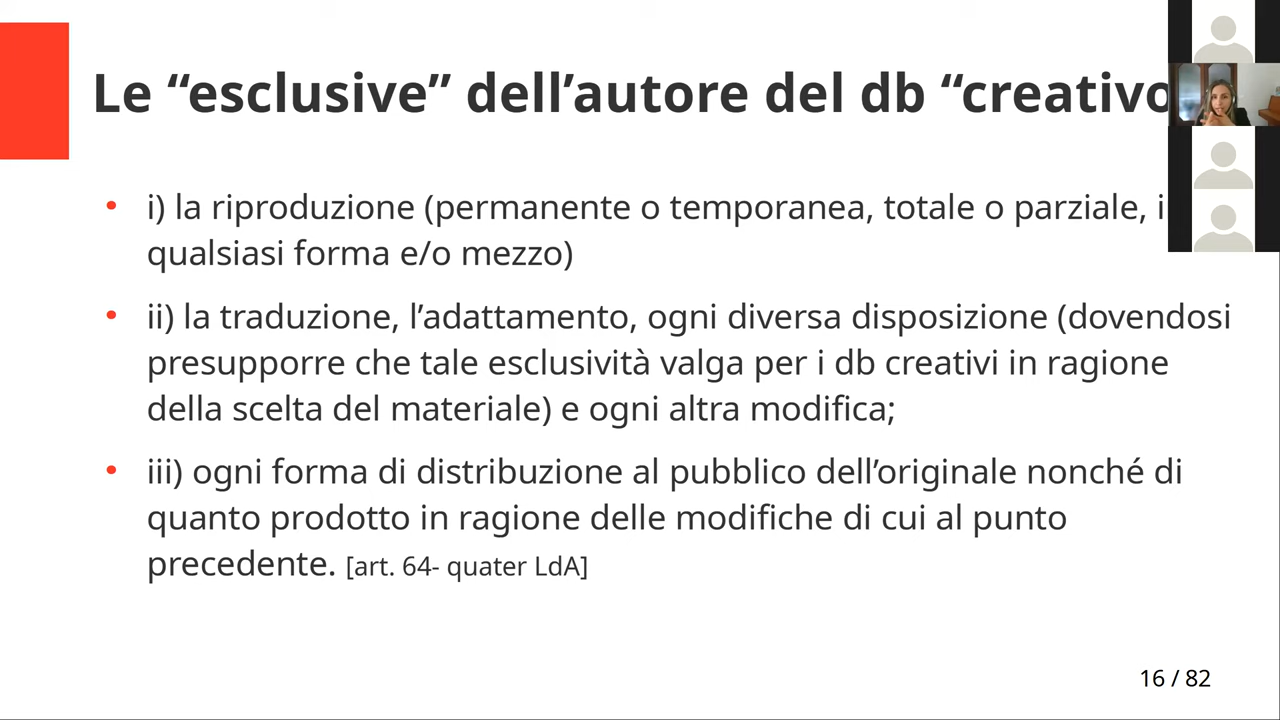 Le “esclusive” dell’autore del db “creativo
• i) la riproduzione (permanente o temporanea, totale o parziale,
qualsiasi forma e/o mezzo)
• ii) la traduzione, l’adattamento, ogni diversa disposizione (dovendosi
presupporre che tale esclusività valga per i db creativi in ragione
della scelta del materiale) e ogni altra modifica;
• iii) ogni forma di distribuzione al pubblico dell’originale nonché di
quanto prodotto in ragione delle modifiche di cui al punto
precedente. [art. 64- quater LdA]
16 / 82